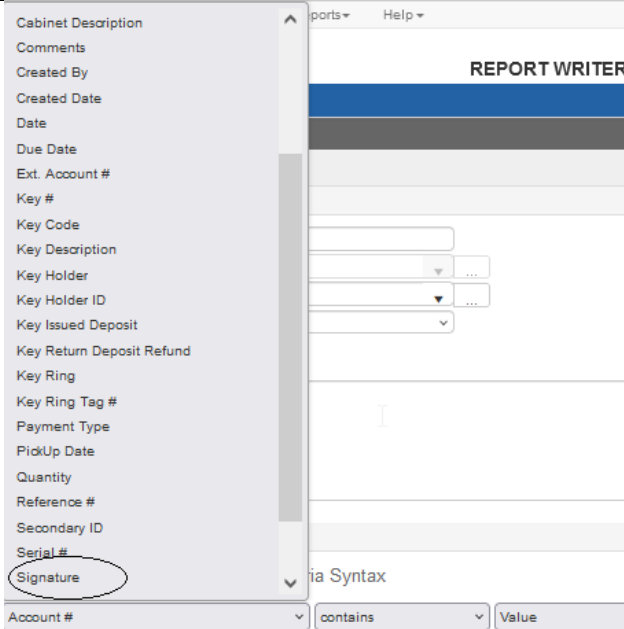 ports Help
REPORT WRITER
Cabinet Description
Comments
Created By
Created Date
Date
Due Date
Ext. Account #
Key #
Key Code
Key Description
Key Holder
Key Holder ID
Key Issued Deposit
Key Return Deposit Refund
Key Ring
Key Ring Tag #
Payment Type
PickUp Date
Quantity
Reference #
Secondary ID
Serial #
Signature
...
...
ria Syntax
Account # contains Value